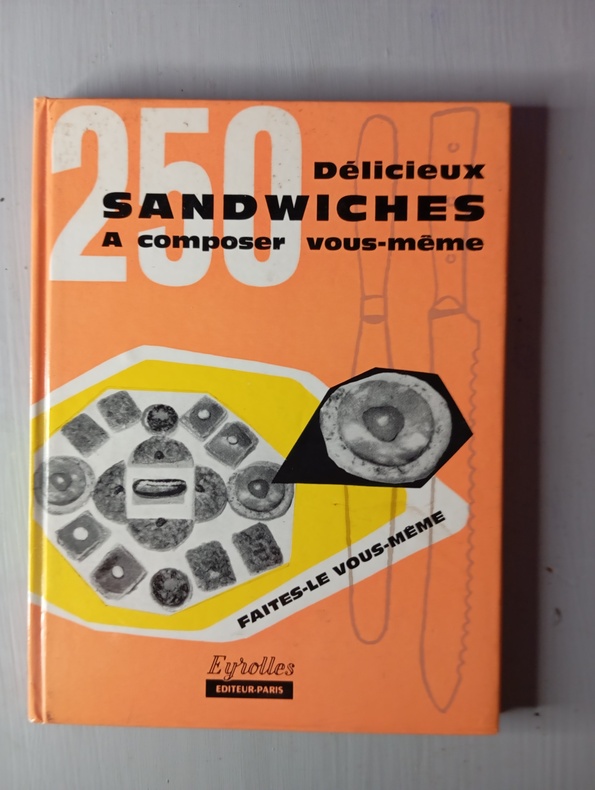 250
Délicieux
SANDWICHES
A composer vous-même
FAITES-LE VOUS-MÊME
Eyrolles
EDITEUR-PARIS